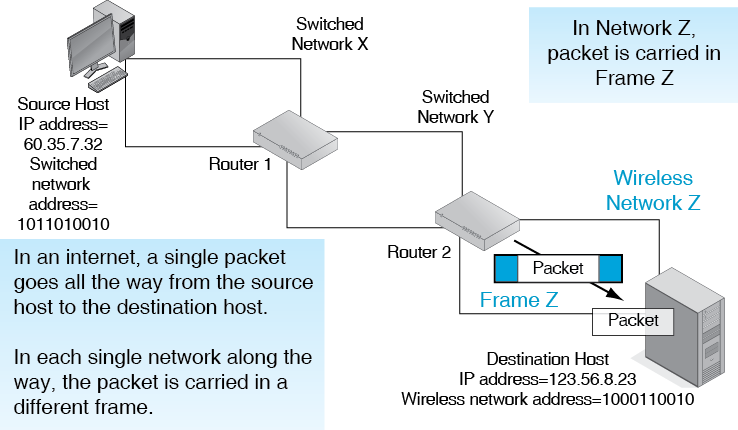 Switched
Network X
In Network Z,
packet is carried in
Frame Z
Source Host
IP address=
60.35.7.32
Switched
network
address=
1011010010
Router 1
Switched
Network Y
Wireless
Network Z
Router 2
Packet
Frame Z
Packet
In an internet, a single packet
goes all the way from the source
host to the destination host.
In each single network along the
way, the packet is carried in a
different frame.
Destination Host
IP address=123.56.8.23
Wireless network address=1000110010